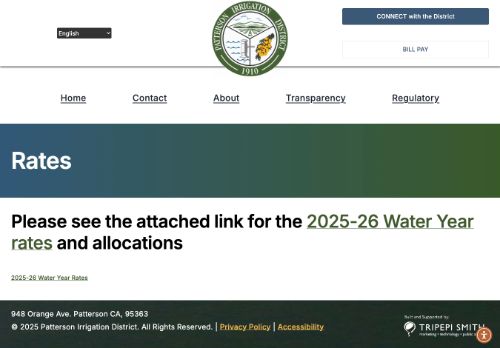 English
PATTERSON IRRIGATION DISTRICT
1910
CONNECT with the District
BILL PAY
Home
Contact
About
Transparency
Regulatory
Rates
Please see the attached link for the 2025-26 Water Year
rates and allocations
2025-26 Water Year Rates
948 Orange Ave. Patterson CA, 95363
© 2025 Patterson Irrigation District. All Rights Reserved. | Privacy Policy | Accessibility
Built and Supported by:
TRIPEPI SMITH
marketing • technology • public